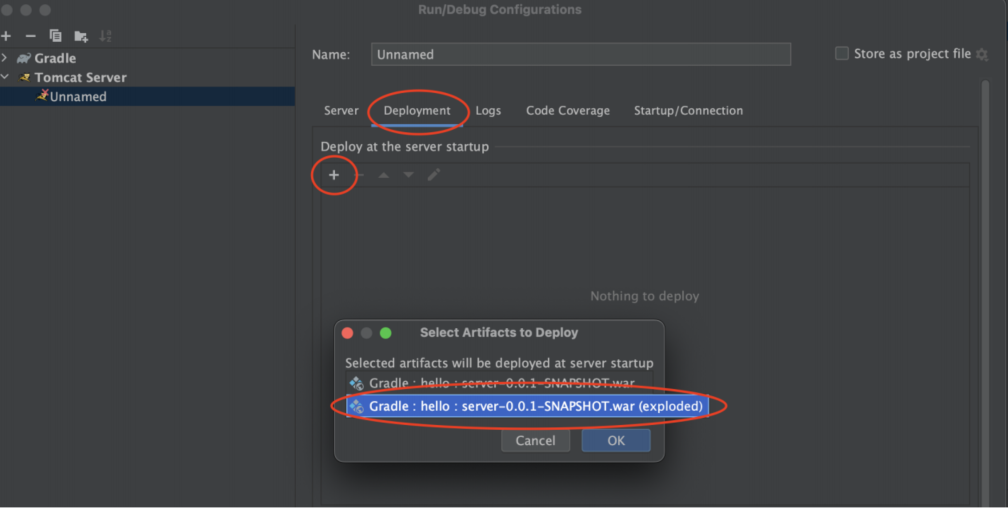 Run/Debug Configurations
Gradle
Tomcat Server
Unnamed
Name:
Unnamed
Store as project file
Server
Deployment
Logs
Code Coverage
Startup/Connection
Deploy at the server startup
Nothing to deploy
Select Artifacts to Deploy
Selected artifacts will be deployed at server startup
Gradle : hello : server-0.0.1-SNAPSHOT.war
Gradle : hello : server-0.0.1-SNAPSHOT.war (exploded)
Cancel
OK